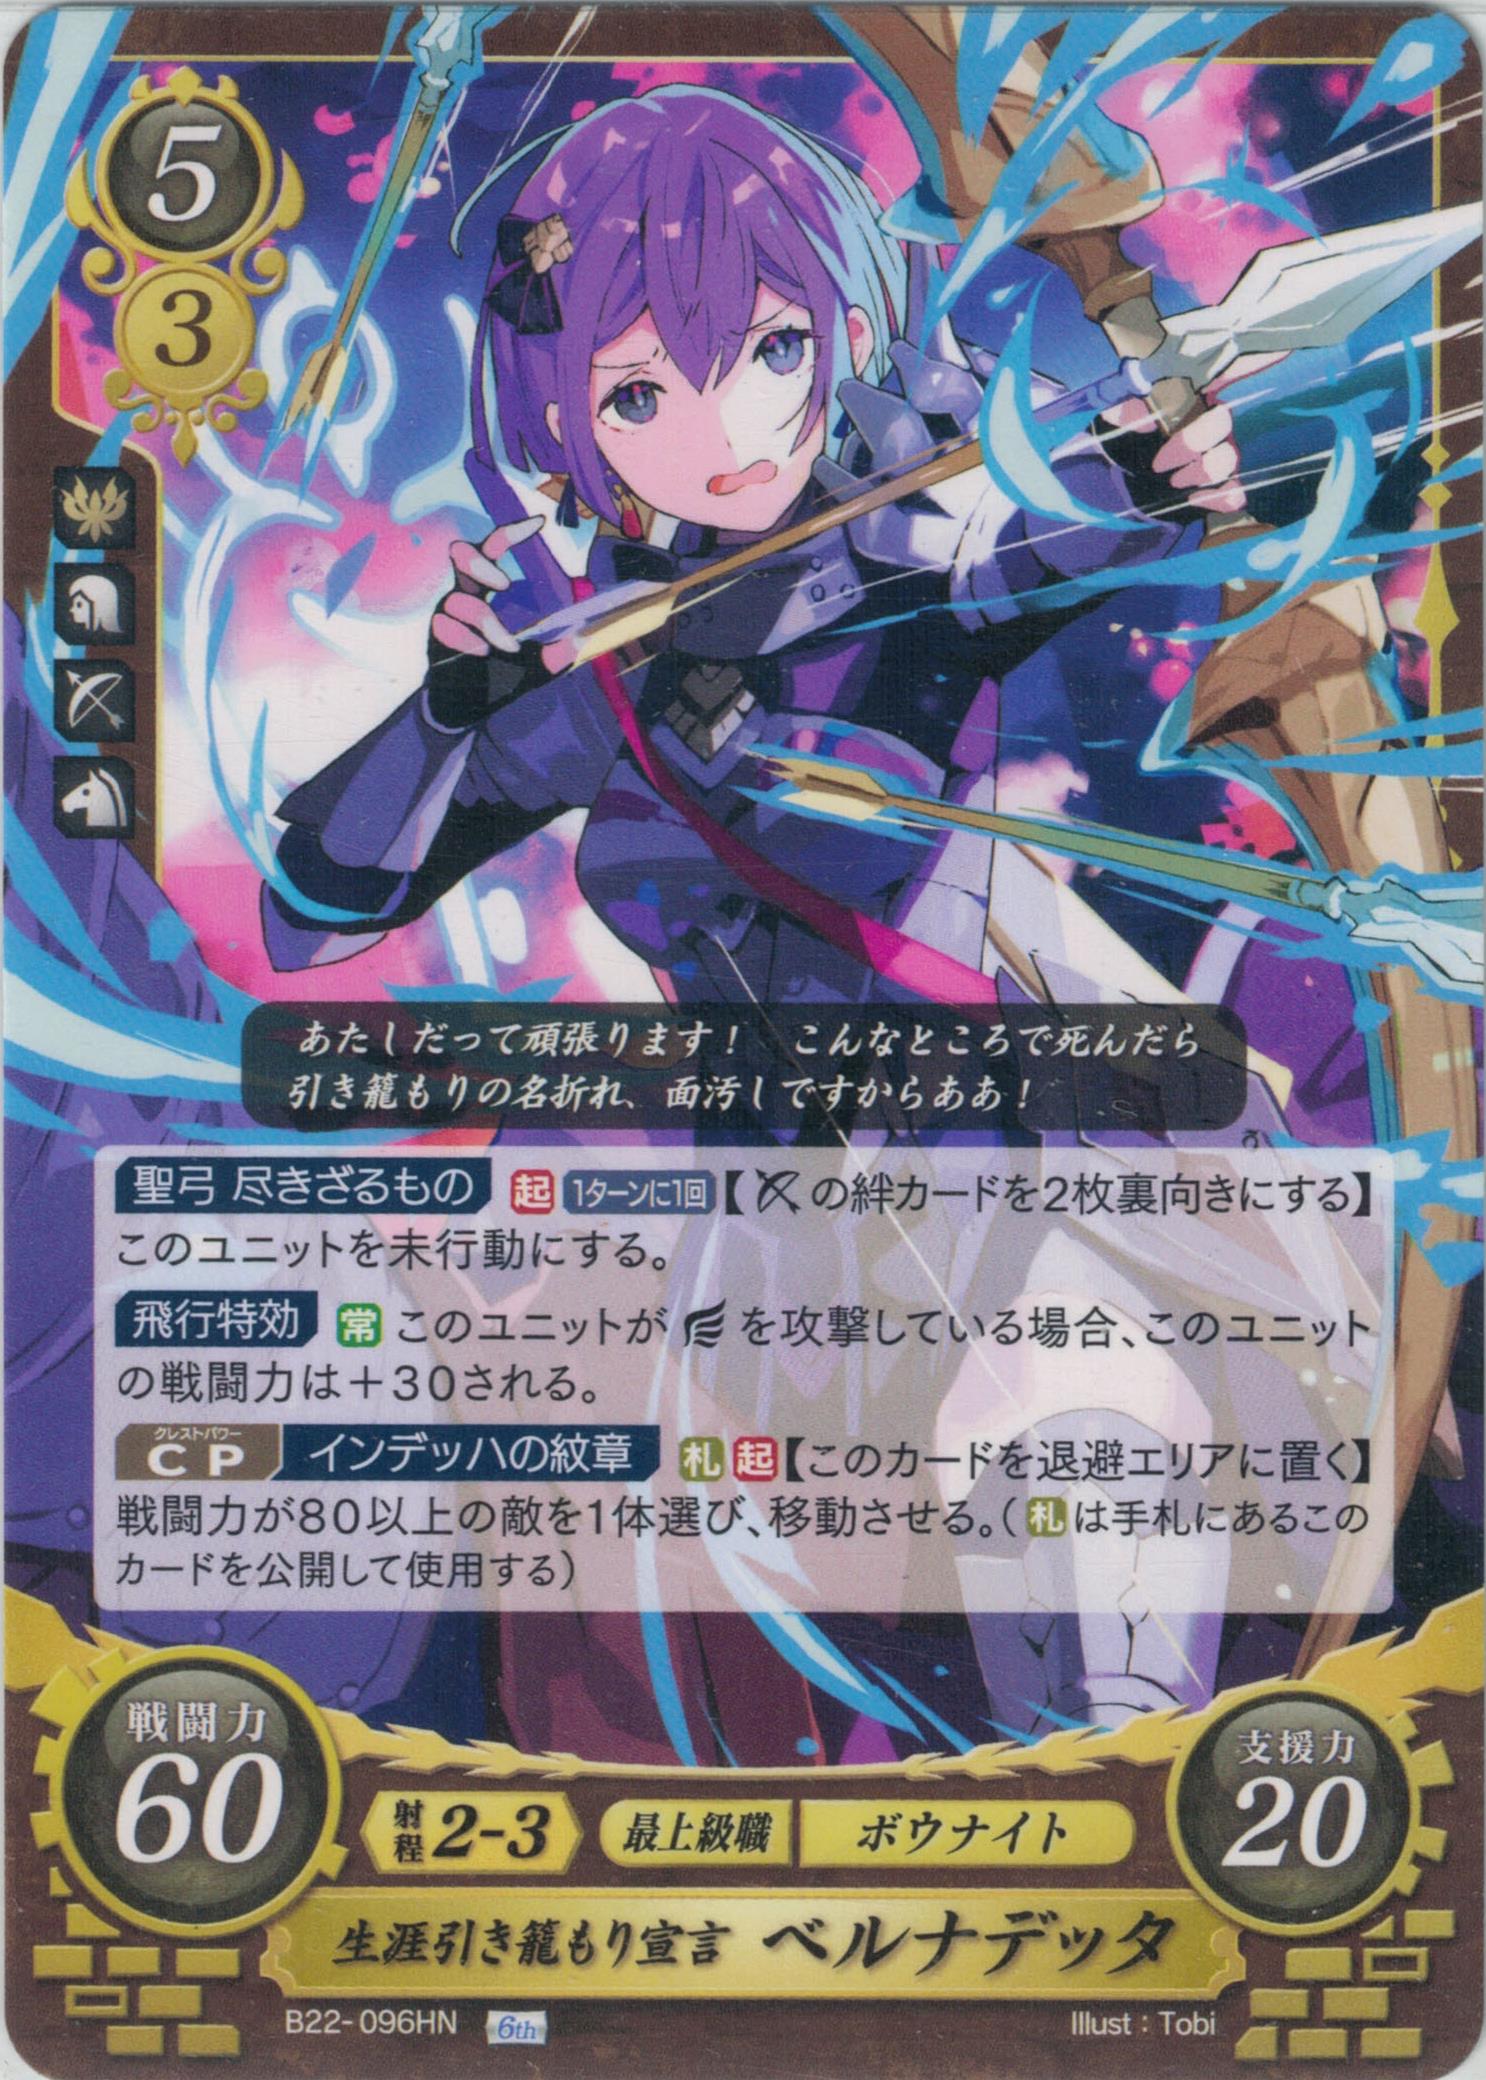 5
3
あたしだって頑張ります！　こんなところで死んだら
引き籠もりの名折れ、面汚しですからああ！
聖弓 尽きざるもの 起 1ターンに1回【の絆カードを2枚裏向きにする】
このユニットを未行動にする。
飛行特効 常 このユニットが を攻撃している場合、このユニット
の戦闘力は＋30される。
クレストパワー
CP インデッハの紋章 札 起【このカードを退避エリアに置く】
戦闘力が80以上の敵を1体選び、移動させる。（札は手札にあるこの
カードを公開して使用する）
戦闘力
60
射程 2-3
最上級職
ボウナイト
支援力
20
生涯引き籠もり宣言 ベルナデッタ
B22-096HN 6th
Illust：Tobi